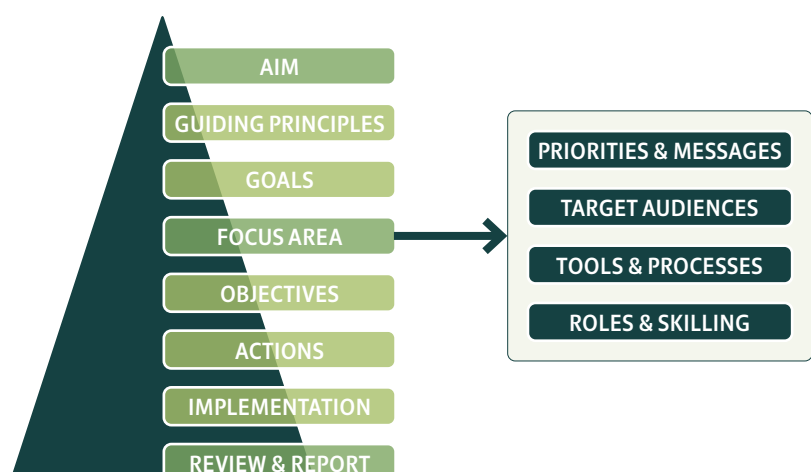 AIM
GUIDING PRINCIPLES
GOALS
FOCUS AREA
OBJECTIVES
ACTIONS
IMPLEMENTATION
REVIEW & REPORT
PRIORITIES & MESSAGES
TARGET AUDIENCES
TOOLS & PROCESSES
ROLES & SKILLING